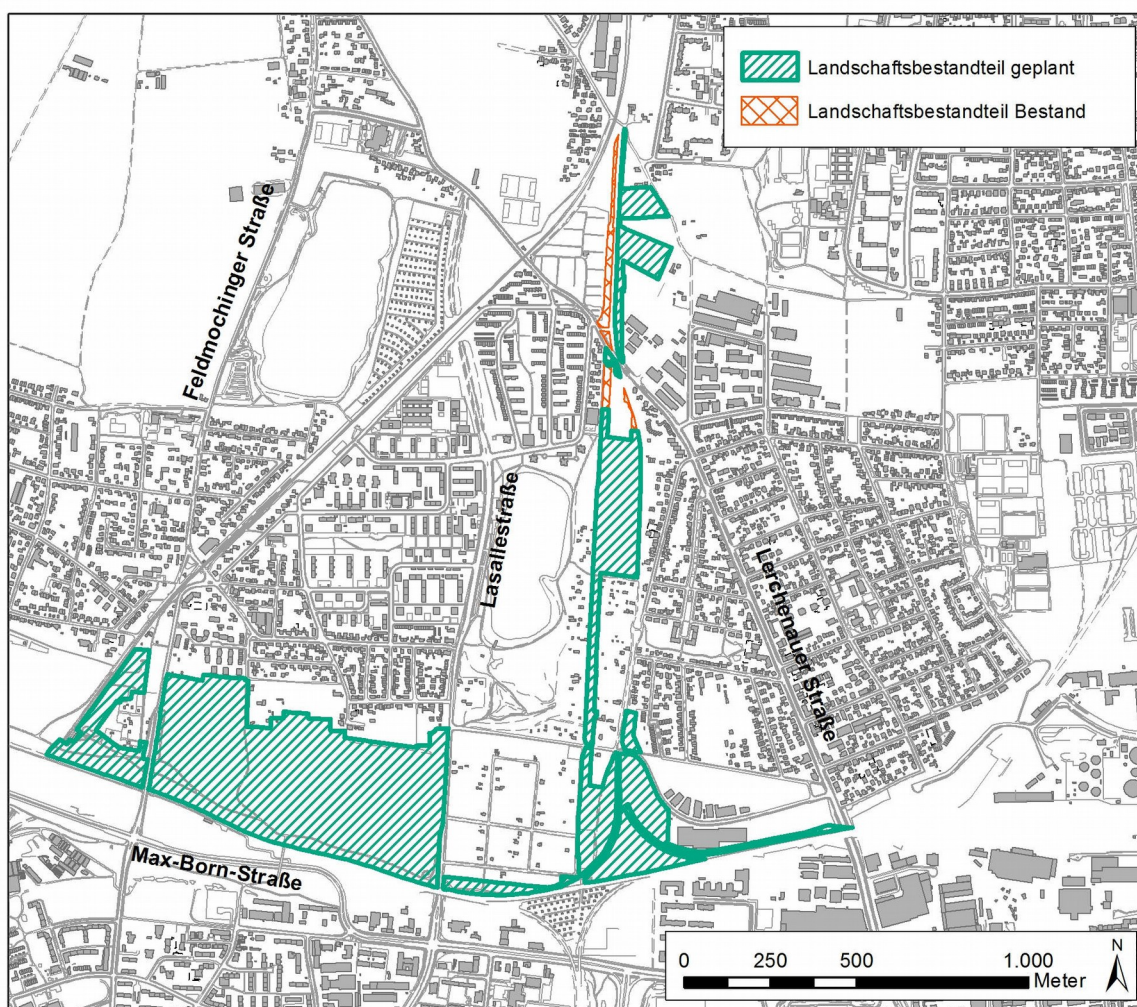 Landschaftsbestandteil geplant
Landschaftsbestandteil Bestand
Feldmochinger Straße
Lasallestraße
Lerchenauer Straße
Max-Born-Straße
N
0 250 500 1.000
Meter